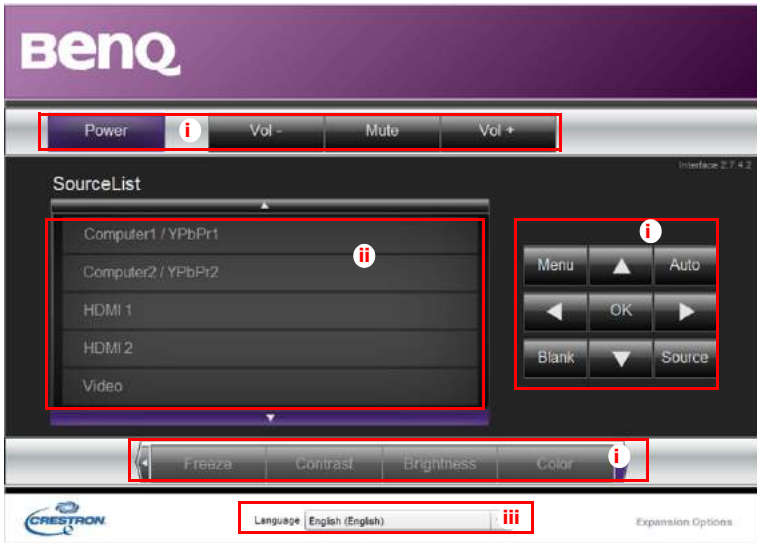 BenQ
Power i Vol - Mute Vol +
Interface 2.7.4.2
SourceList
Computer1 / YPbPr1
Computer2 / YPbPr2
HDMI 1
HDMI 2
Video
ii
i
Menu Auto
OK
Blank Source
Freeze Contrast Brightness Color i
CRESTRON
Language English (English) iii
Expansion Options